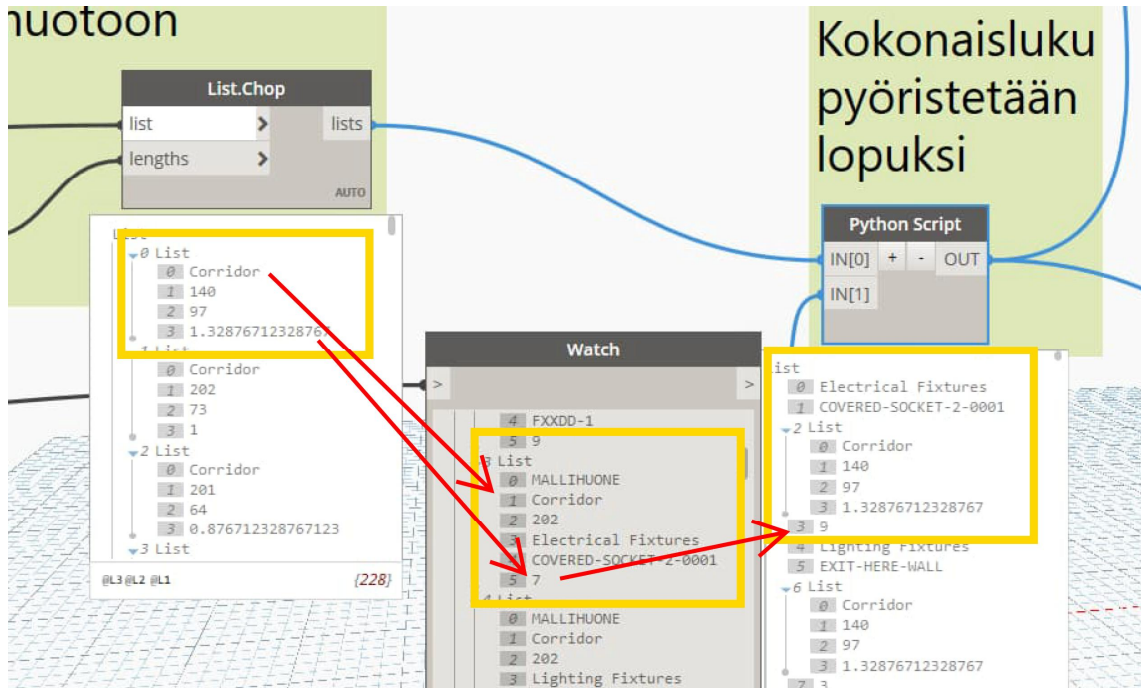 nuotoon
List.Chop
list > lists
lengths >
AUTO
List
0 List
0 Corridor
1 140
2 97
3 1.32876712328767
1 List
0 Corridor
1 202
2 73
3 1
2 List
0 Corridor
1 201
2 64
3 0.876712328767123
3 List
@L3 @L2 @L1 {228}
Watch
> >
4 FXXDD-1
5 9
3 List
0 MALLIHUONE
1 Corridor
2 202
3 Electrical Fixtures
COVERED-SOCKET-2-0001
5 7
4 List
0 MALLIHUONE
1 Corridor
2 202
3 Lighting Fixtures
Kokonaisluku
pyöristetään
lopuksi
Python Script
IN[0] + - OUT
IN[1]
ist
0 Electrical Fixtures
1 COVERED-SOCKET-2-0001
2 List
0 Corridor
1 140
2 97
3 1.32876712328767
3 9
4 Lighting Fixtures
5 EXIT-HERE-WALL
6 List
0 Corridor
1 140
2 97
3 1.32876712328767
7 3